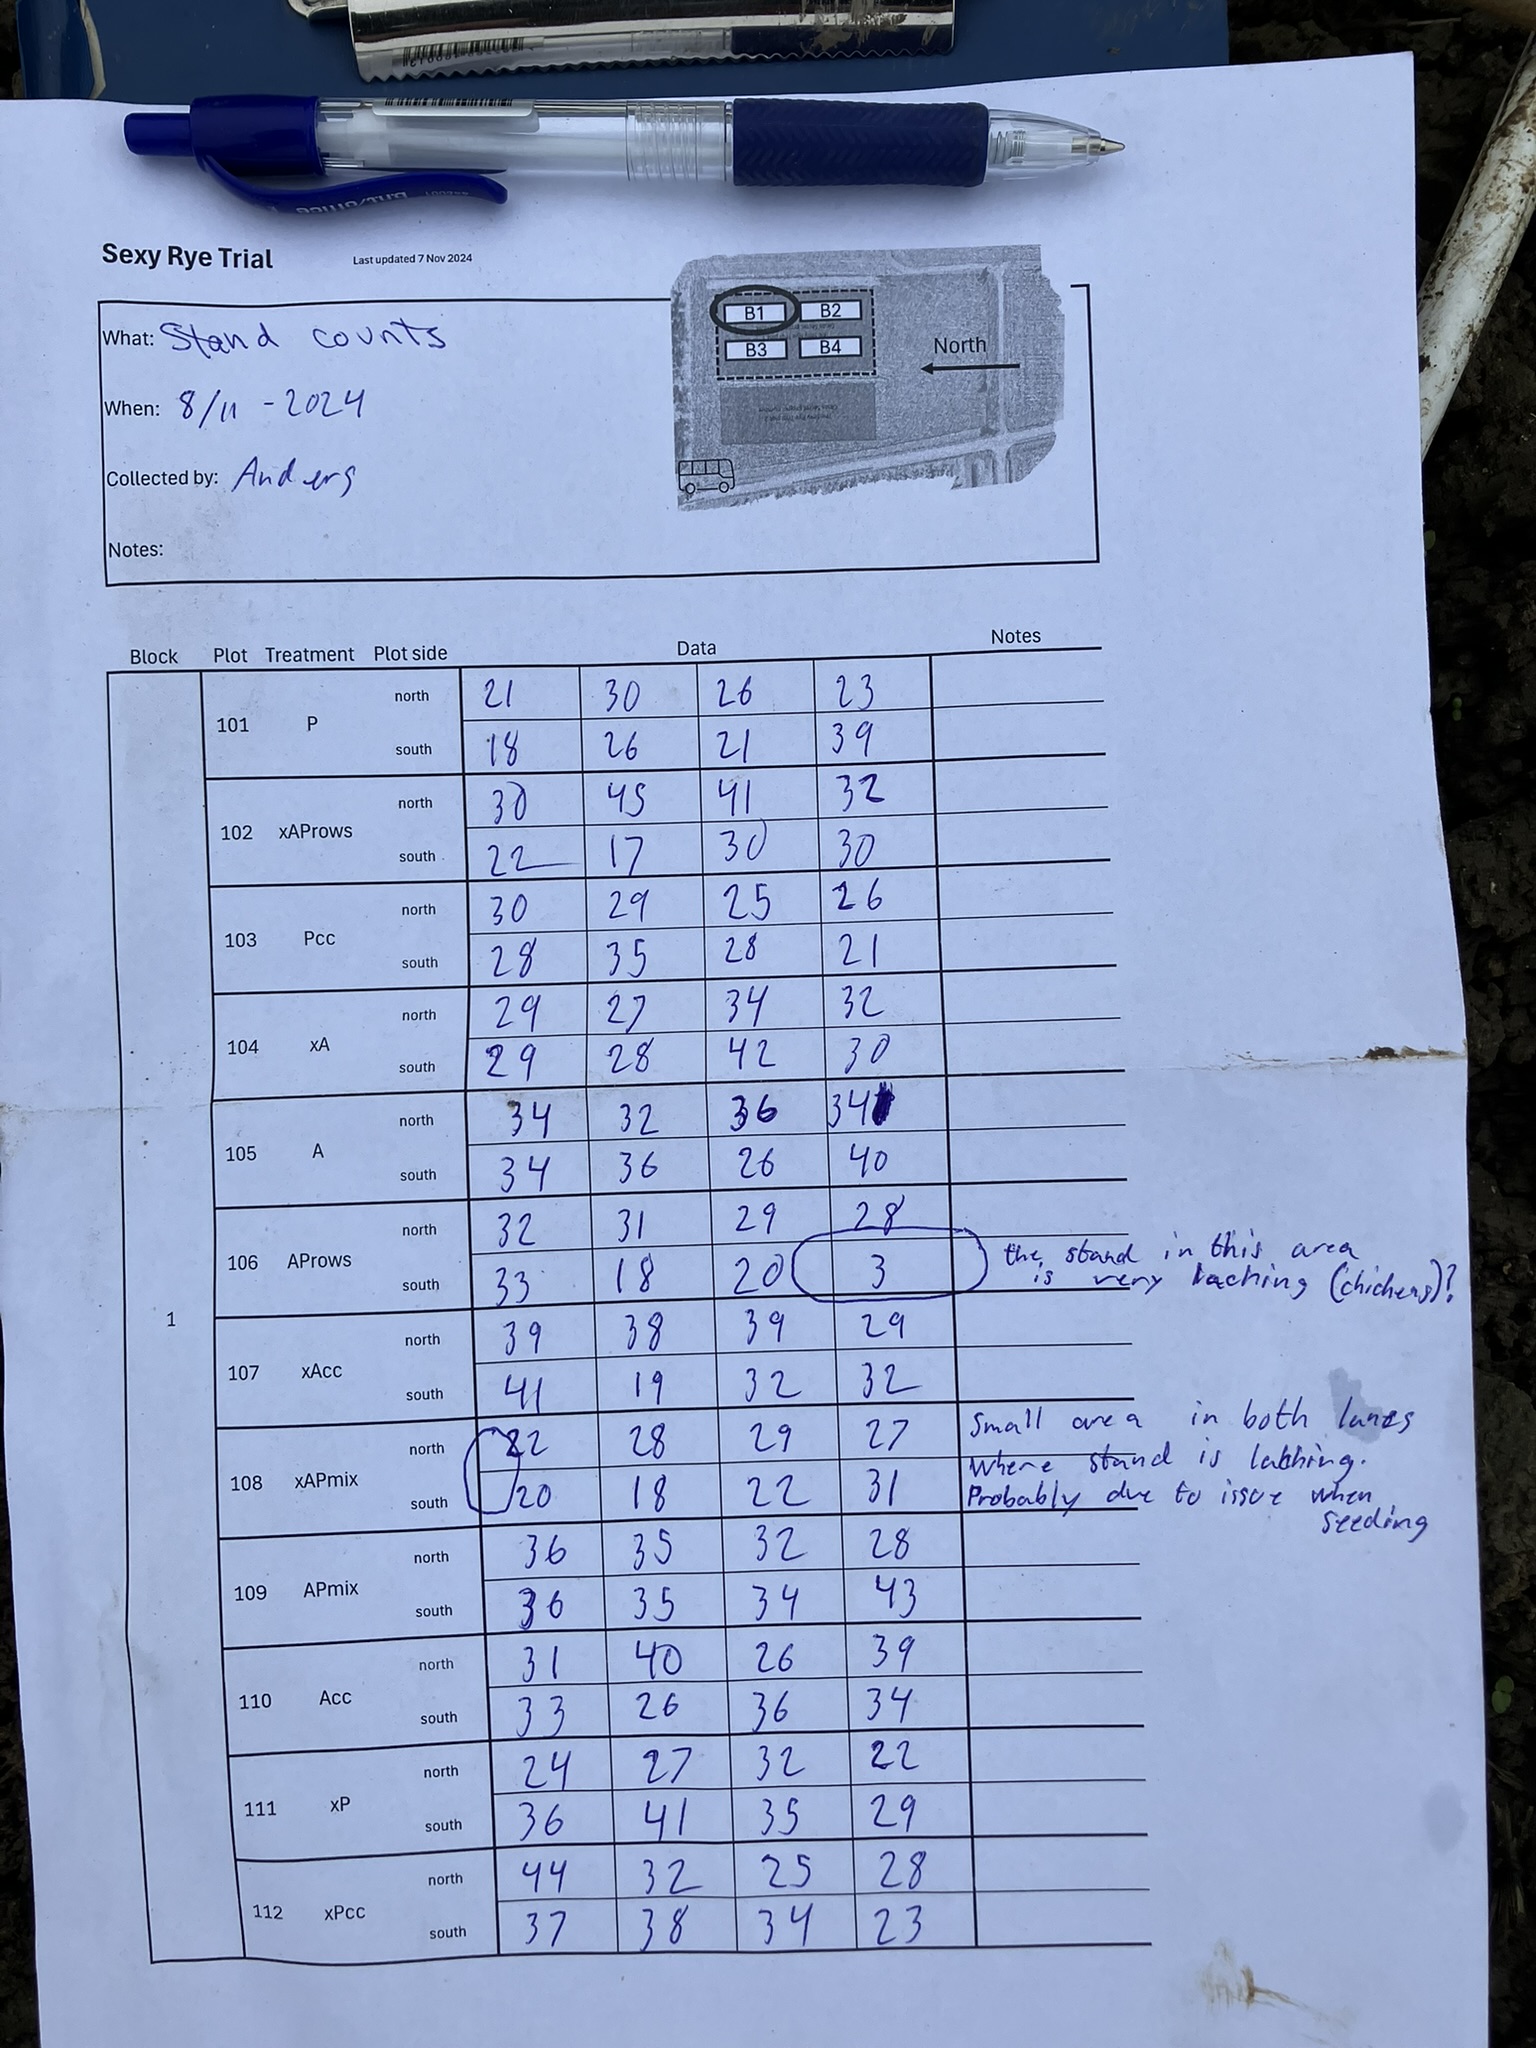 Sexy Rye Trial
Last updated 7 Nov 2024
B1 B2
B3 B4
North
What: Stand counts
When: 8/11 - 2024
Collected by: Anders
Notes:
Block Plot Treatment Plot side Data Notes
1
101 P
north 21 30 26 23
south 18 26 21 39
102 xAProws
north 30 45 41 32
south 22 17 30 30
103 Pcc
north 30 29 25 26
south 28 35 28 21
104 xA
north 29 27 34 32
south 29 28 42 30
105 A
north 34 32 36 34
south 34 36 26 40
106 AProws
north 32 31 29 28
south 33 18 20 3
the stand in this area
is very lacking (chickens)?
107 xAcc
north 39 38 39 29
south 41 19 32 32
108 xAPmix
north 22 28 29 27
south 20 18 22 31
Small area in both lanes
where stand is lacking.
Probably due to issue when
seeding
109 APmix
north 36 35 32 28
south 36 35 34 43
110 Acc
north 31 40 26 39
south 33 26 36 34
111 xP
north 24 27 32 22
south 36 41 35 29
112 xPcc
north 44 32 25 28
south 37 38 34 23